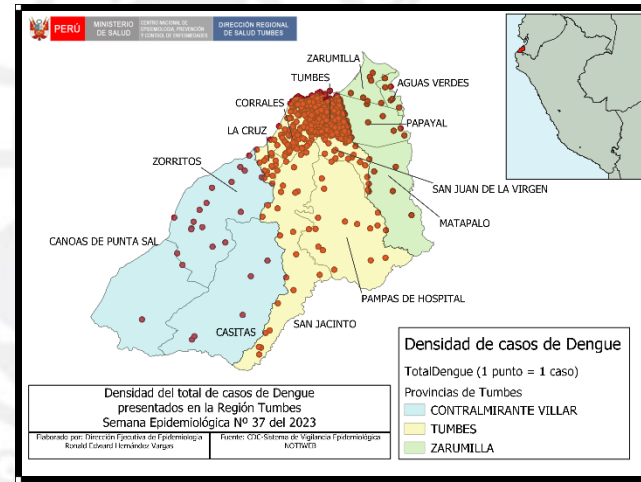 PERÚ
MINISTERIO
DE SALUD
CENTRO NACIONAL DE
EPIDEMIOLOGÍA, PREVENCIÓN
Y CONTROL DE ENFERMEDADES
DIRECCIÓN REGIONAL
DE SALUD TUMBES
ZARUMILLA
TUMBES
AGUAS VERDES
CORRALES
PAPAYAL
LA CRUZ
ZORRITOS
SAN JUAN DE LA VIRGEN
MATAPALO
CANOAS DE PUNTA SAL
PAMPAS DE HOSPITAL
SAN JACINTO
CASITAS
Densidad de casos de Dengue
TotalDengue (1 punto = 1 caso)
Provincias de Tumbes
CONTRALMIRANTE VILLAR
TUMBES
ZARUMILLA
Densidad del total de casos de Dengue
presentados en la Región Tumbes
Semana Epidemiológica Nº 37 del 2023
Elaborado por: Dirección Ejecutiva de Epidemiología
Ronald Edward Hernández Vargas
Fuente: CDC-Sistema de Vigilancia Epidemiológica
NOTIWEB